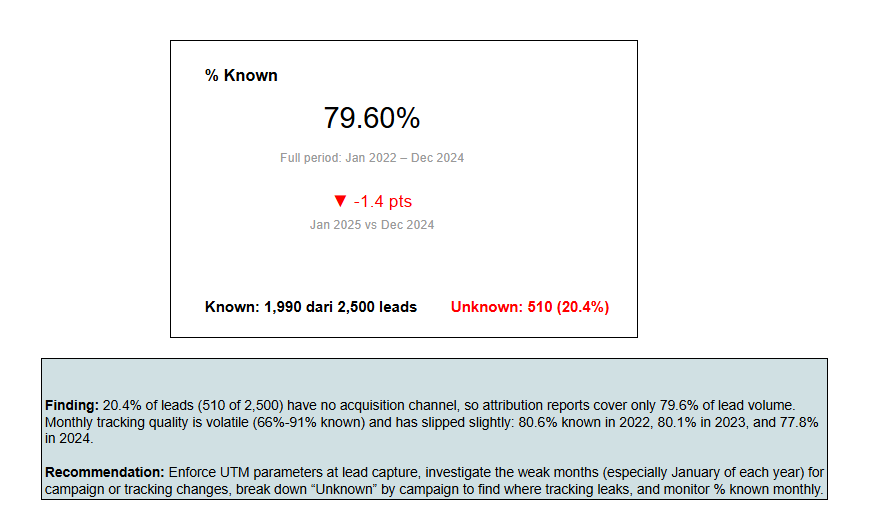 % Known
79.60%
Full period: Jan 2022 – Dec 2024
▼ -1.4 pts
Jan 2025 vs Dec 2024
Known: 1,990 dari 2,500 leads
Unknown: 510 (20.4%)
Finding: 20.4% of leads (510 of 2,500) have no acquisition channel, so attribution reports cover only 79.6% of lead volume.
Monthly tracking quality is volatile (66%-91% known) and has slipped slightly: 80.6% known in 2022, 80.1% in 2023, and 77.8%
in 2024.
Recommendation: Enforce UTM parameters at lead capture, investigate the weak months (especially January of each year) for
campaign or tracking changes, break down “Unknown” by campaign to find where tracking leaks, and monitor % known monthly.